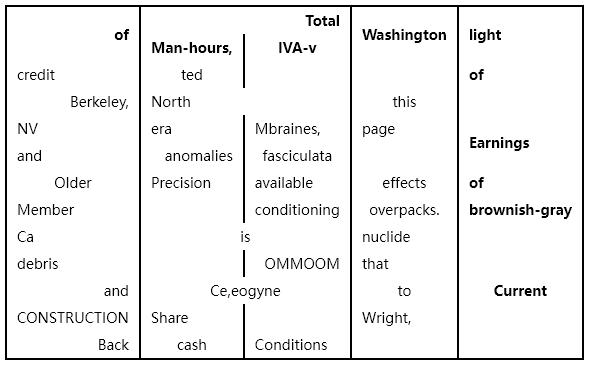 Total
of Man-hours, IVA-v Washington light
credit ted of
Berkeley, North this
NV era Mbraines, page
Earnings
and anomalies fasciculata
Older Precision available effects of
Member conditioning overpacks. brownish-gray
Ca is nuclide
debris OMMOOM that
and Ce,eogyne to Current
CONSTRUCTION Share Wright,
Back cash Conditions